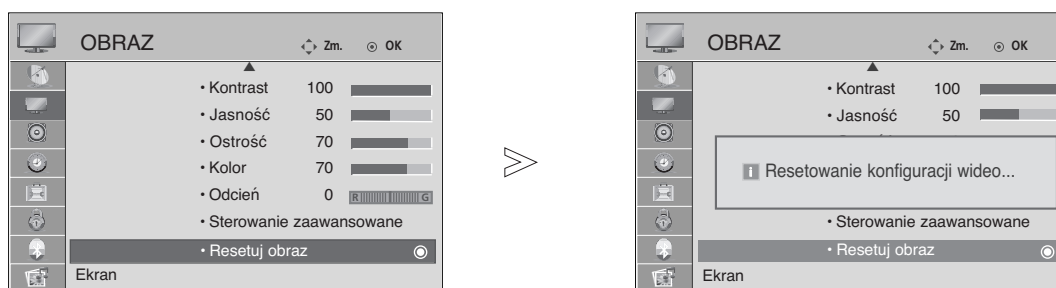 OBRAZ Zm. OK
• Kontrast 100
• Jasność 50
• Ostrość 70
• Kolor 70
• Odcień 0 R G
• Sterowanie zaawansowane
• Resetuj obraz
Ekran
OBRAZ Zm. OK
• Kontrast 100
• Jasność 50
i Resetowanie konfiguracji wideo...
• Sterowanie zaawansowane
• Resetuj obraz
Ekran